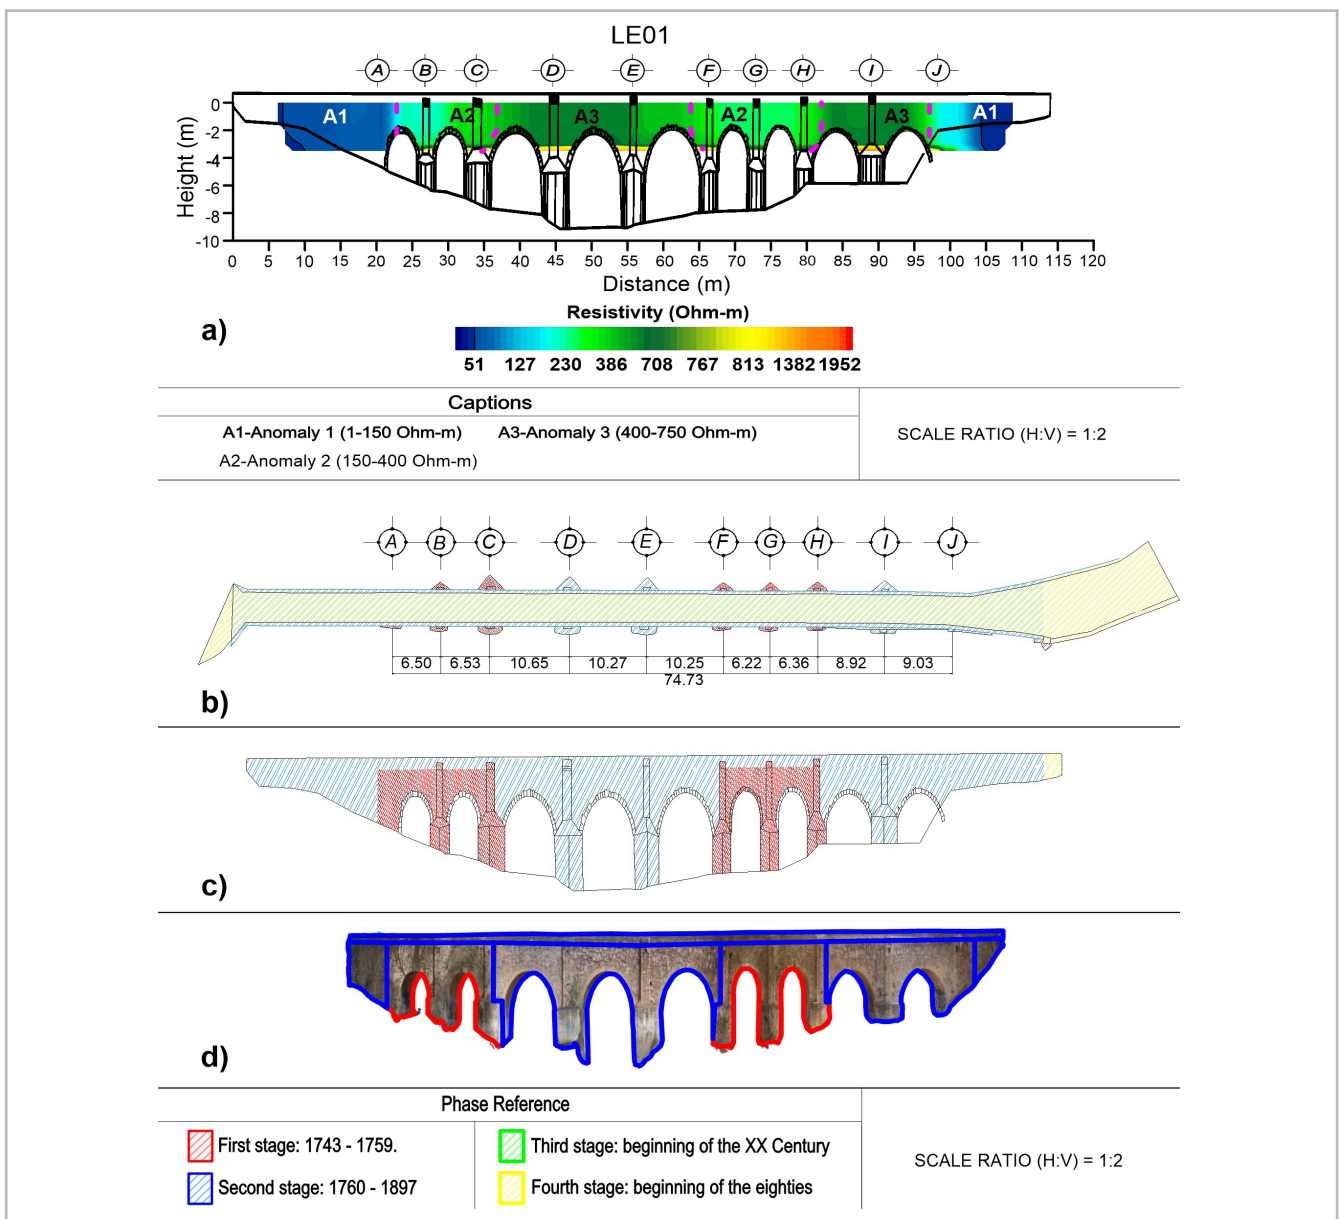 LE01
A B C D E F G H I J
A1 A2 A3 A2 A3 A1
Height (m)
0
-2
-4
-6
-8
-10
0 5 10 15 20 25 30 35 40 45 50 55 60 65 70 75 80 85 90 95 100 105 110 115 120
Distance (m)
Resistivity (Ohm-m)
a)
51 127 230 386 708 767 813 1382 1952
Captions
A1-Anomaly 1 (1-150 Ohm-m) A3-Anomaly 3 (400-750 Ohm-m)
A2-Anomaly 2 (150-400 Ohm-m)
SCALE RATIO (H:V) = 1:2
A B C D E F G H I J
6.50 6.53 10.65 10.27 10.25 6.22 6.36 8.92 9.03
74.73
b)
c)
d)
Phase Reference
First stage: 1743 - 1759. Third stage: beginning of the XX Century
Second stage: 1760 - 1897 Fourth stage: beginning of the eighties
SCALE RATIO (H:V) = 1:2